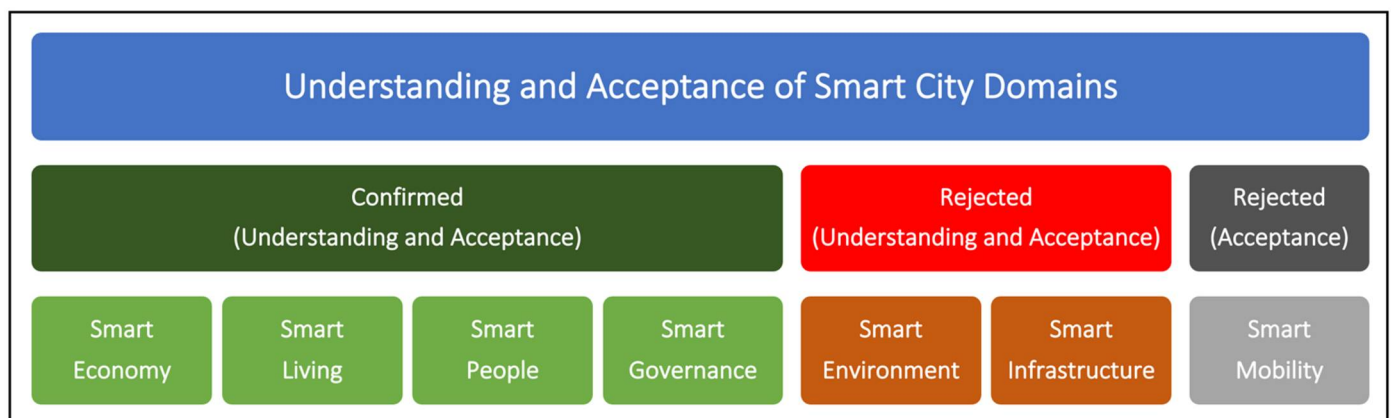 Understanding and Acceptance of Smart City Domains
Confirmed
(Understanding and Acceptance)
Rejected
(Understanding and Acceptance)
Rejected
(Acceptance)
Smart
Economy
Smart
Living
Smart
People
Smart
Governance
Smart
Environment
Smart
Infrastructure
Smart
Mobility